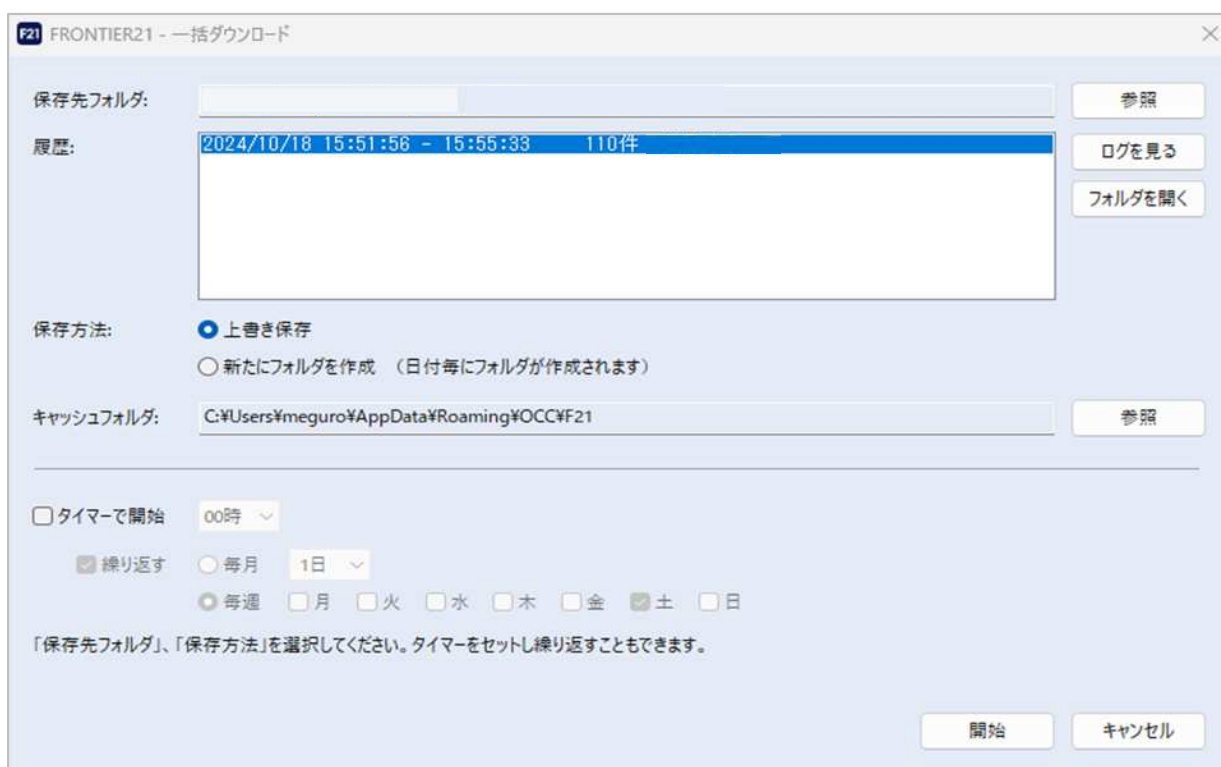 F21 FRONTIER21 - 一括ダウンロード
保存先フォルダ: 参照
履歴: 2024/10/18 15:51:56 - 15:55:33 110件 ログを見る
フォルダを開く
保存方法: 上書き保存
新たにフォルダを作成 （日付毎にフォルダが作成されます）
キャッシュフォルダ: C:¥Users¥meguro¥AppData¥Roaming¥OCC¥F21 参照
タイマーで開始 00時
繰り返す 毎月 1日
毎週 月 火 水 木 金 土 日
「保存先フォルダ」、「保存方法」を選択してください。タイマーをセットし繰り返すこともできます。
開始 キャンセル